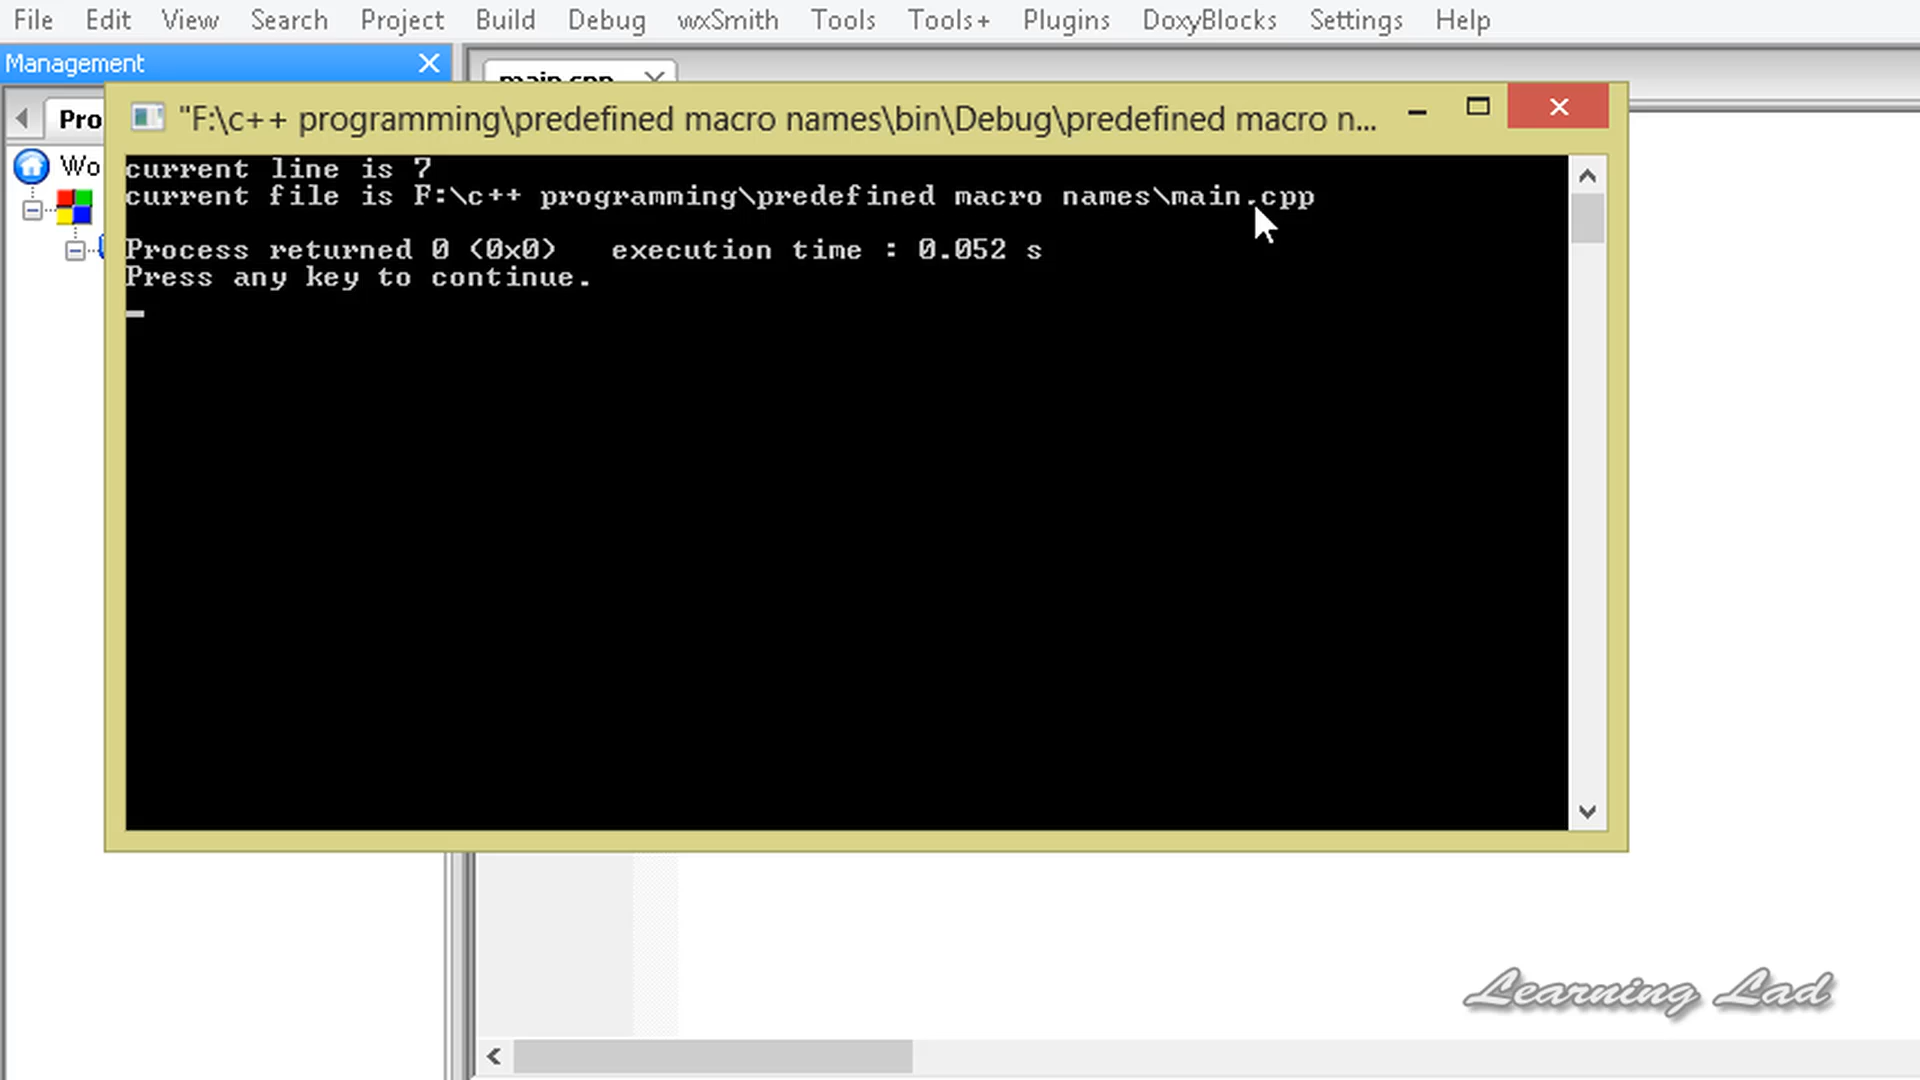 File Edit View Search Project Build Debug wxSmith Tools Tools+ Plugins DoxyBlocks Settings Help
Management
main.cpp
Pro
"F:\c++ programming\predefined macro names\bin\Debug\predefined macro n...
Wo
current line is 7
current file is F:\c++ programming\predefined macro names\main.cpp
Process returned 0 (0x0)   execution time : 0.052 s
Press any key to continue.
Learning Lad